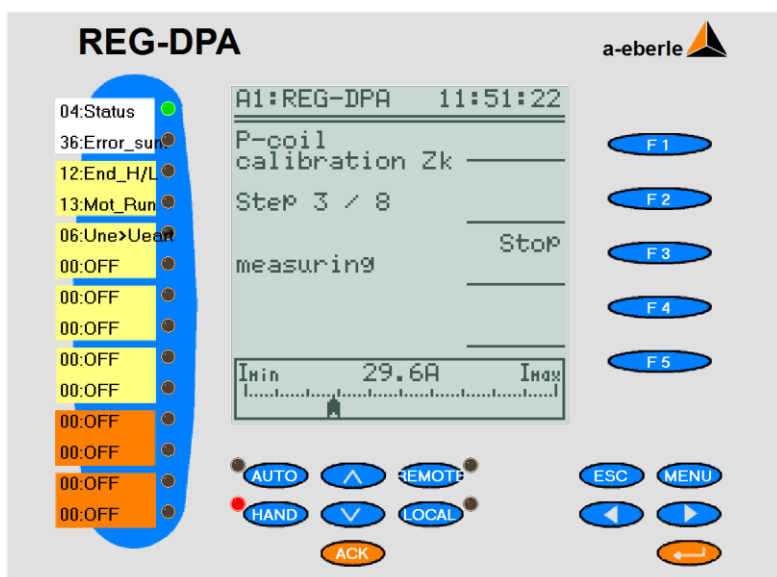 REG-DPA
a-eberle
04:Status
36:Error_sum
12:End_H/L
13:Mot_Run
06:Une>Ueart
00:OFF
00:OFF
00:OFF
00:OFF
00:OFF
00:OFF
00:OFF
00:OFF
00:OFF
A1:REG-DPA 11:51:22
P-coil
calibration Zk
Step 3 / 8
Stop
measuring
Imin 29.6A Imax
F1
F2
F3
F4
F5
AUTO
REMOTE
HAND
LOCAL
ACK
ESC
MENU